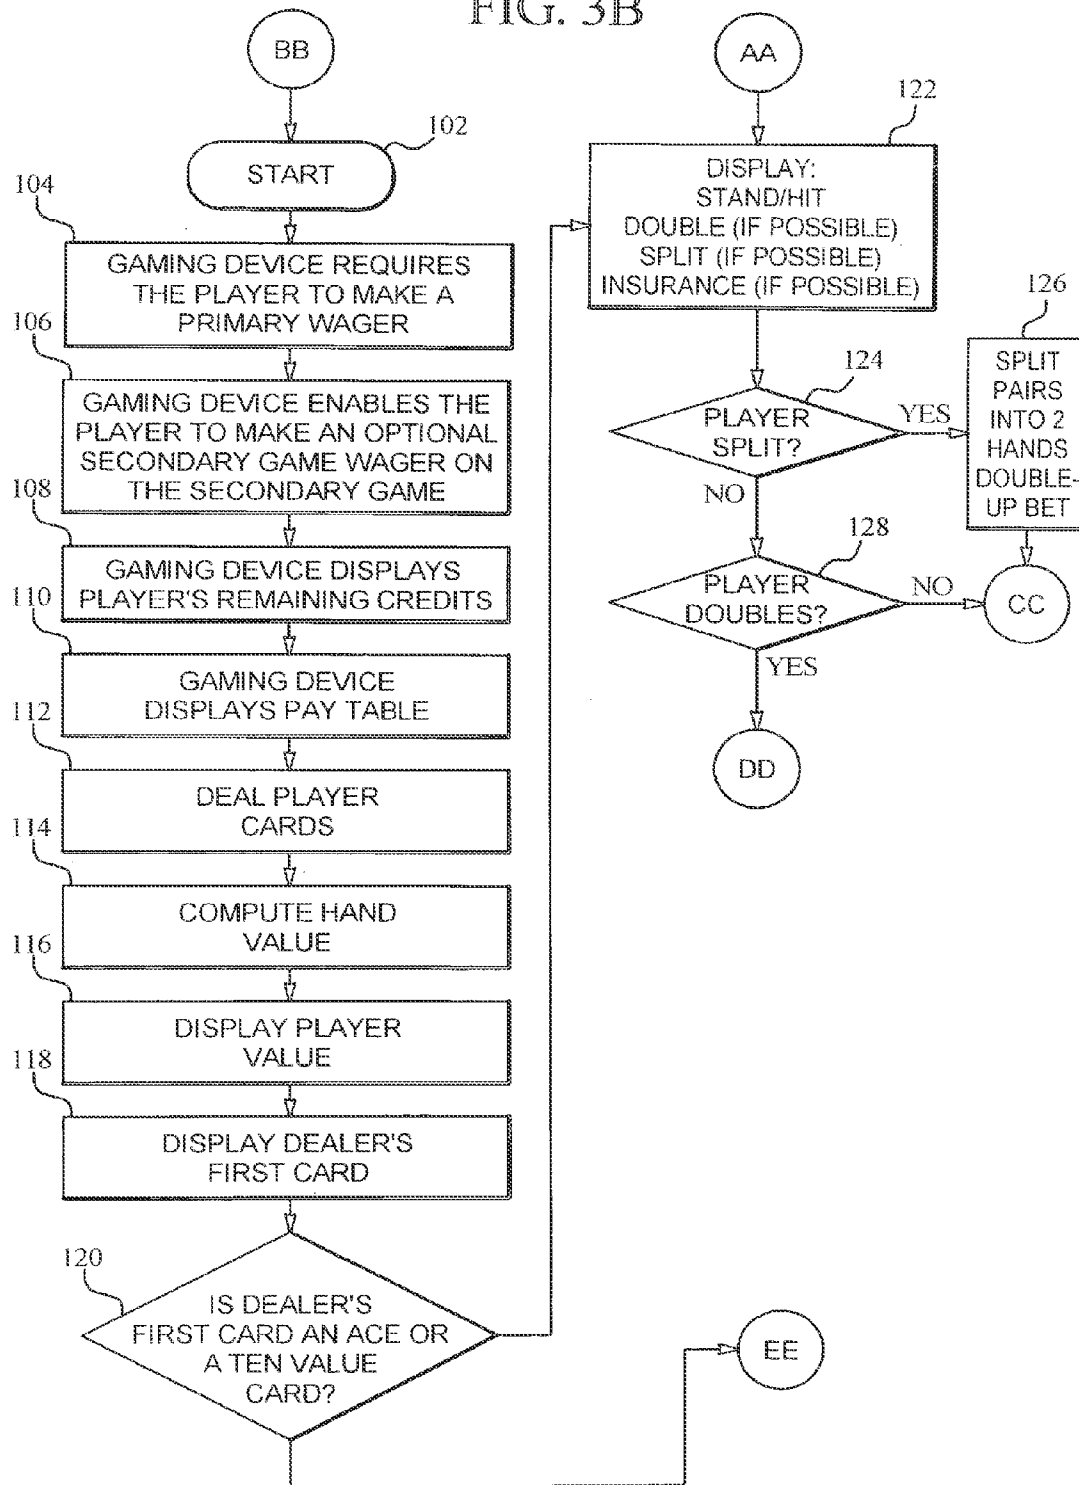 FIG. 3B
BB
102
START
104
GAMING DEVICE REQUIRES
THE PLAYER TO MAKE A
PRIMARY WAGER
106
GAMING DEVICE ENABLES THE
PLAYER TO MAKE AN OPTIONAL
SECONDARY GAME WAGER ON
THE SECONDARY GAME
108
GAMING DEVICE DISPLAYS
PLAYER'S REMAINING CREDITS
110
GAMING DEVICE
DISPLAYS PAY TABLE
112
DEAL PLAYER
CARDS
114
COMPUTE HAND
VALUE
116
DISPLAY PLAYER
VALUE
118
DISPLAY DEALER'S
FIRST CARD
120
IS DEALER'S
FIRST CARD AN ACE OR
A TEN VALUE
CARD?
AA
122
DISPLAY:
STAND/HIT
DOUBLE (IF POSSIBLE)
SPLIT (IF POSSIBLE)
INSURANCE (IF POSSIBLE)
124
PLAYER
SPLIT?
YES
NO
126
SPLIT
PAIRS
INTO 2
HANDS
DOUBLE-
UP BET
128
PLAYER
DOUBLES?
NO
CC
YES
DD
EE